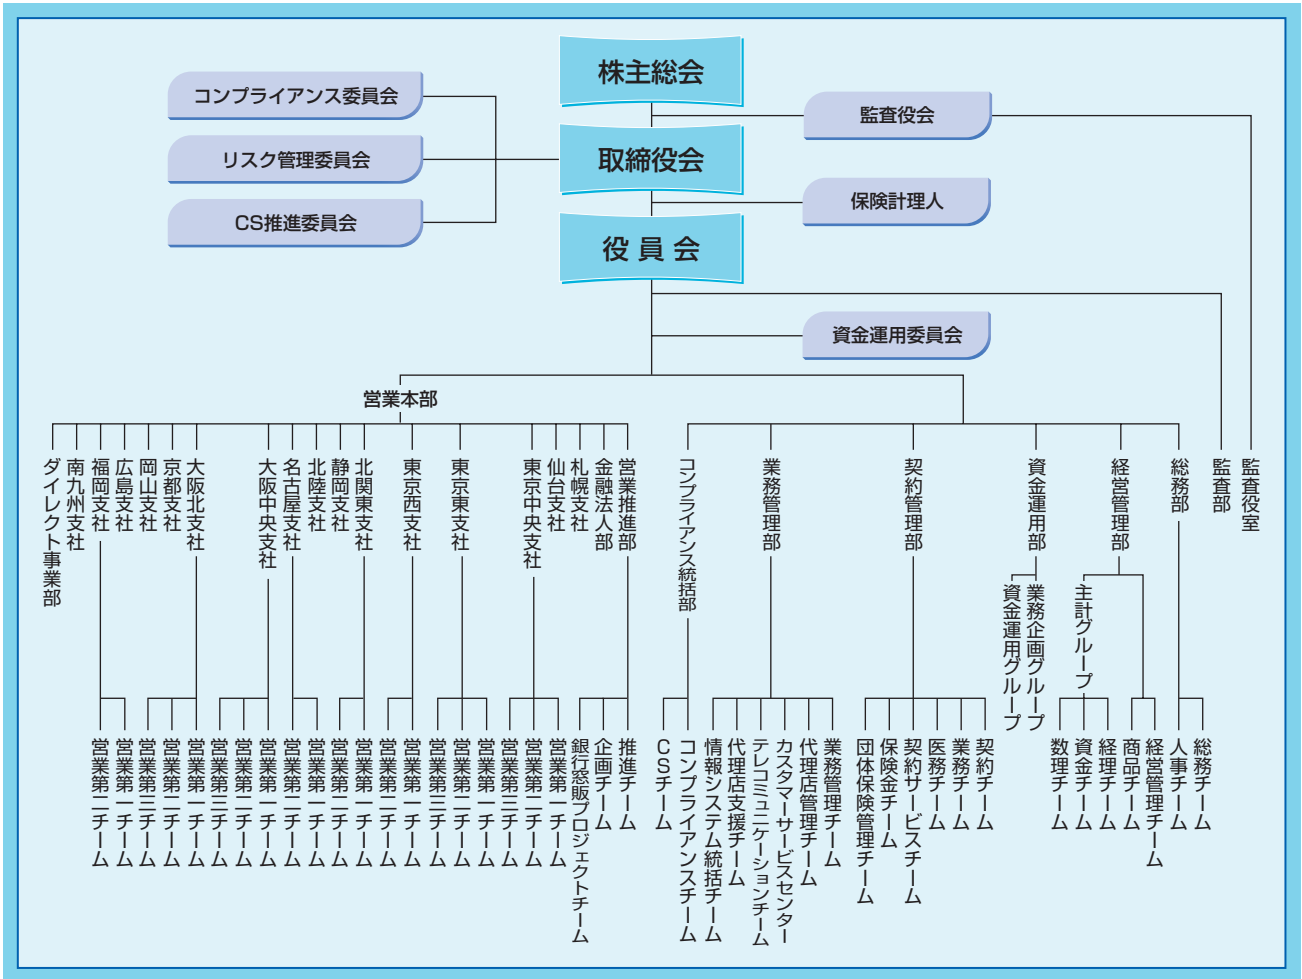 株主総会
コンプライアンス委員会
監査役会
リスク管理委員会
取締役会
保険計理人
CS推進委員会
役員会
資金運用委員会
営業本部
ダイレクト事業部
南九州支社
福岡支社
広島支社
岡山支社
京都支社
大阪北支社
大阪中央支社
名古屋支社
北陸支社
静岡支社
北関東支社
東京西支社
東京東支社
東京中央支社
仙台支社
札幌支社
金融法人部
営業推進部
コンプライアンス統括部
業務管理部
契約管理部
資金運用部
経営管理部
総務部
監査部
監査役室
資金運用グループ
業務企画グループ
主計グループ
営業第二チーム
営業第一チーム
営業第三チーム
営業第二チーム
営業第一チーム
営業第三チーム
営業第二チーム
営業第一チーム
営業第二チーム
営業第一チーム
営業第二チーム
営業第一チーム
営業第二チーム
営業第一チーム
営業第三チーム
営業第二チーム
営業第一チーム
営業第三チーム
営業第二チーム
営業第一チーム
銀行窓販プロジェクトチーム
企画チーム
推進チーム
CSチーム
コンプライアンスチーム
情報システム統括チーム
代理店支援チーム
テレコミュニケーションチーム
カスタマーサービスセンター
代理店管理チーム
業務管理チーム
団体保険管理チーム
保険金チーム
契約サービスチーム
医務チーム
業務チーム
契約チーム
数理チーム
資金チーム
経理チーム
商品チーム
経営管理チーム
人事チーム
総務チーム